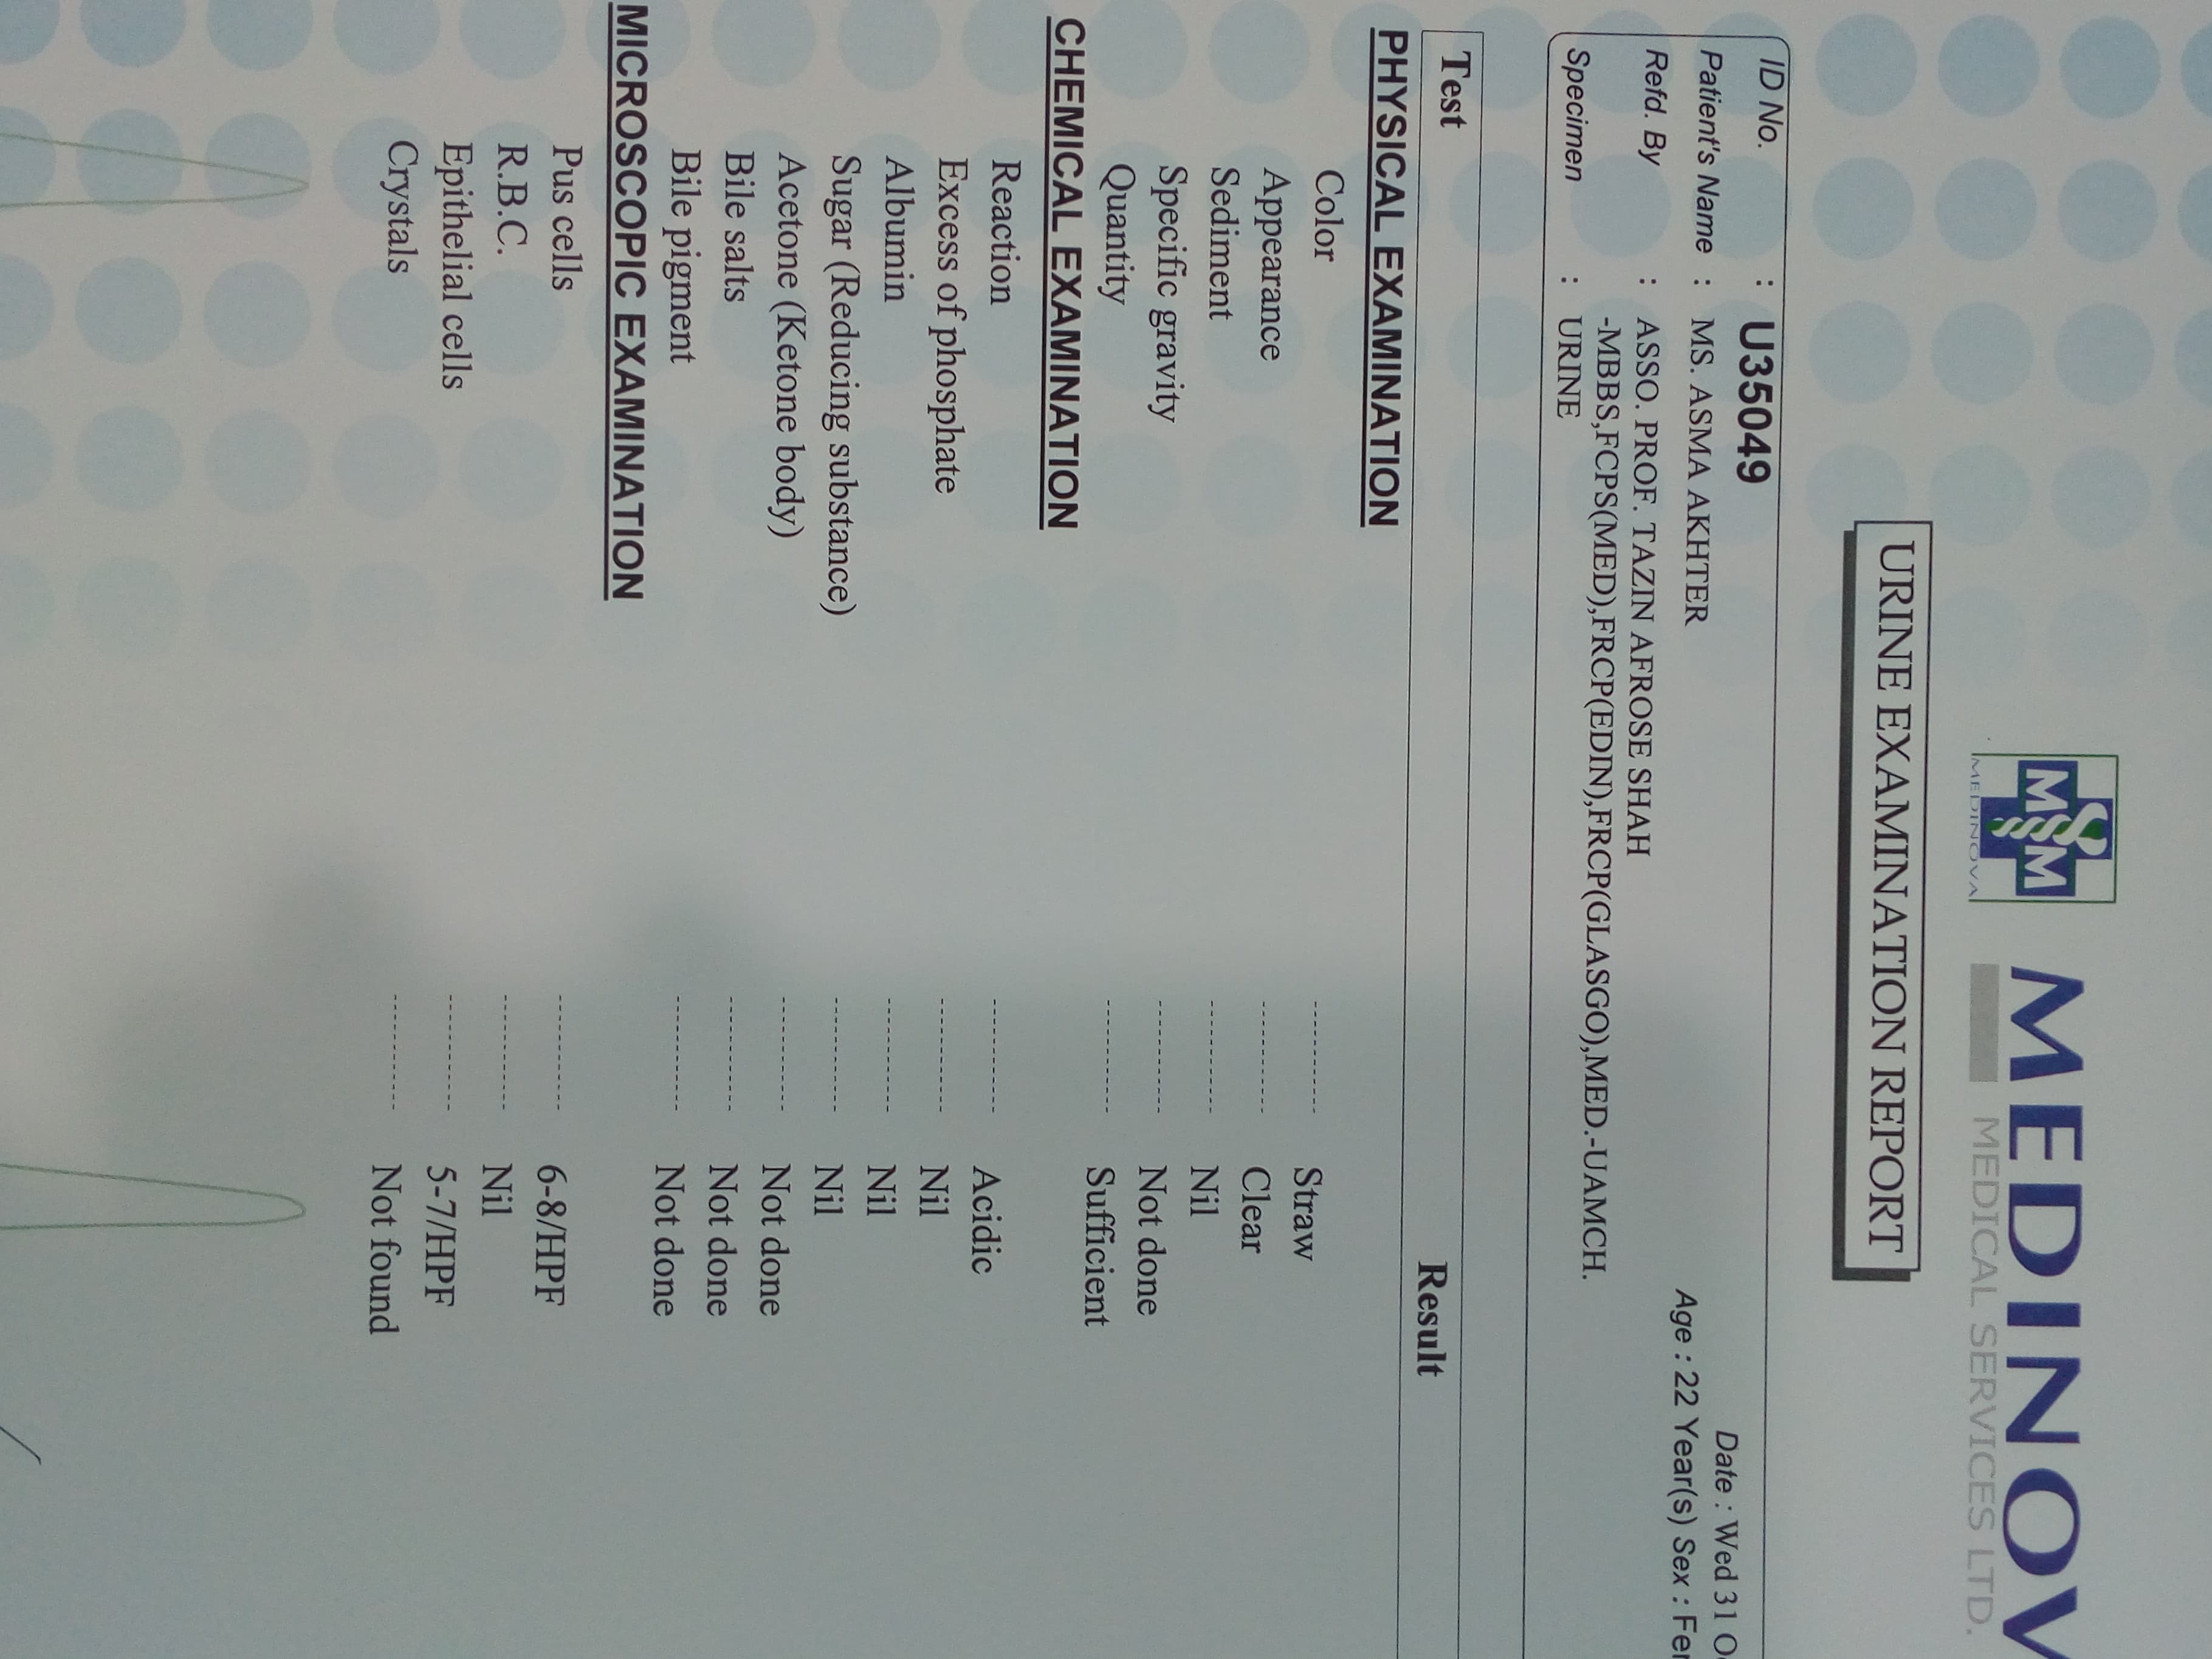 MSM
MEDINOVA
MEDINOV
MEDICAL SERVICES LTD.
URINE EXAMINATION REPORT
ID No. : U35049 Date : Wed 31
Patient's Name : MS. ASMA AKHTER Age : 22 Year(s) Sex :
Refd. By : ASSO. PROF. TAZIN AFROSE SHAH
-MBBS,FCPS(MED),FRCP(EDIN),FRCP(GLASGO),MED.-UAMCH.
Specimen : URINE
Test Result
PHYSICAL EXAMINATION
Color ---------- Straw
Appearance ---------- Clear
Sediment ---------- Nil
Specific gravity ---------- Not done
Quantity ---------- Sufficient
CHEMICAL EXAMINATION
Reaction ---------- Acidic
Excess of phosphate ---------- Nil
Albumin ---------- Nil
Sugar (Reducing substance) ---------- Nil
Acetone (Ketone body) ---------- Not done
Bile salts ---------- Not done
Bile pigment ---------- Not done
MICROSCOPIC EXAMINATION
Pus cells ---------- 6-8/HPF
R.B.C. ---------- Nil
Epithelial cells ---------- 5-7/HPF
Crystals ---------- Not found